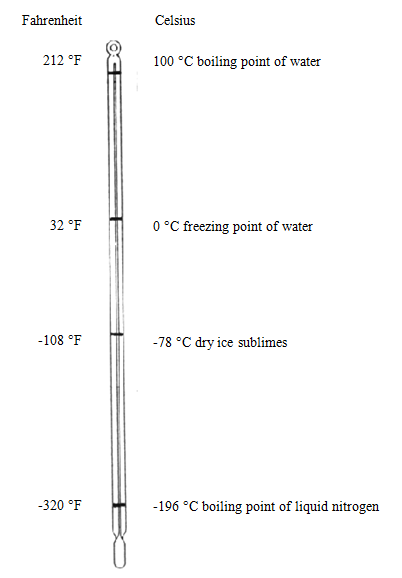 Fahrenheit Celsius
212 °F 100 °C boiling point of water
32 °F 0 °C freezing point of water
-108 °F -78 °C dry ice sublimes
-320 °F -196 °C boiling point of liquid nitrogen